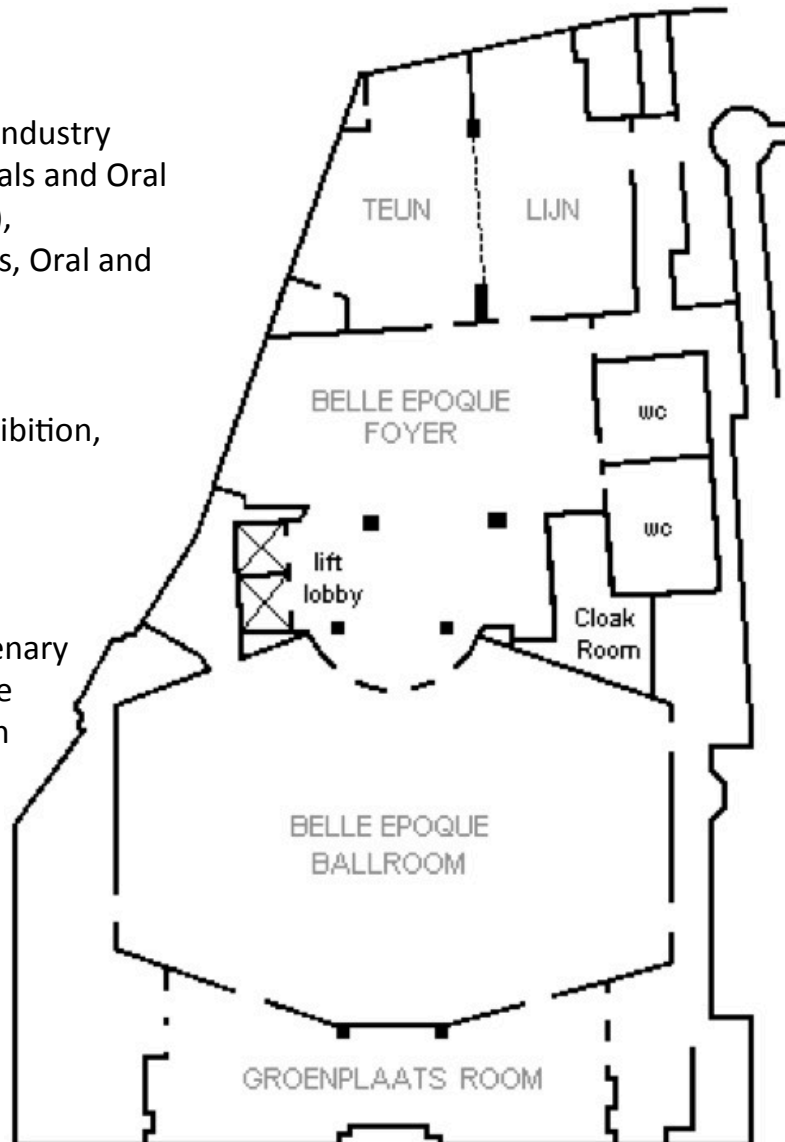 ndustry
als and Oral
),
s, Oral and
TEUN
LIJN
BELLE EPOQUE
FOYER
wc
ibition,
wc
lift
lobby
Cloak
Room
enary
e
n
BELLE EPOQUE
BALLROOM
GROENPLAATS ROOM